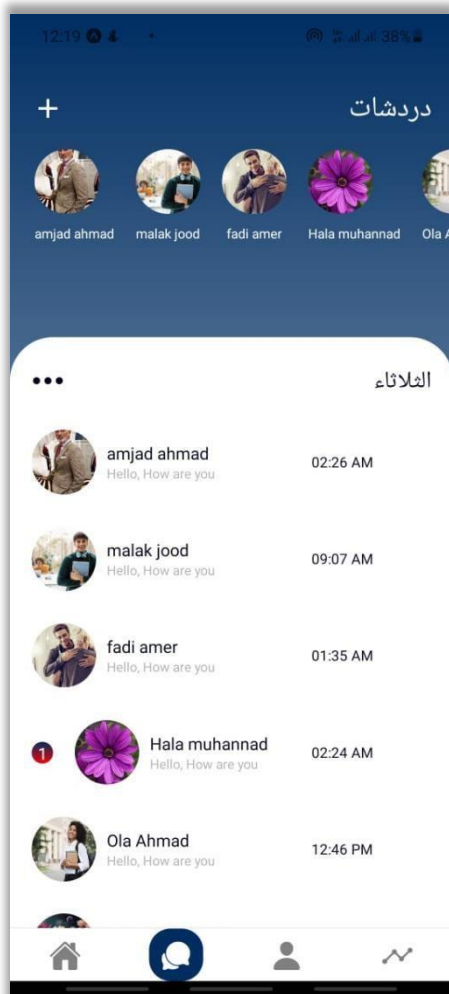 12:19
38%
دردشات
amjad ahmad malak jood fadi amer Hala muhannad Ola A
الثلاثاء
amjad ahmad 02:26 AM
Hello, How are you
malak jood 09:07 AM
Hello, How are you
fadi amer 01:35 AM
Hello, How are you
1 Hala muhannad 02:24 AM
Hello, How are you
Ola Ahmad 12:46 PM
Hello, How are you